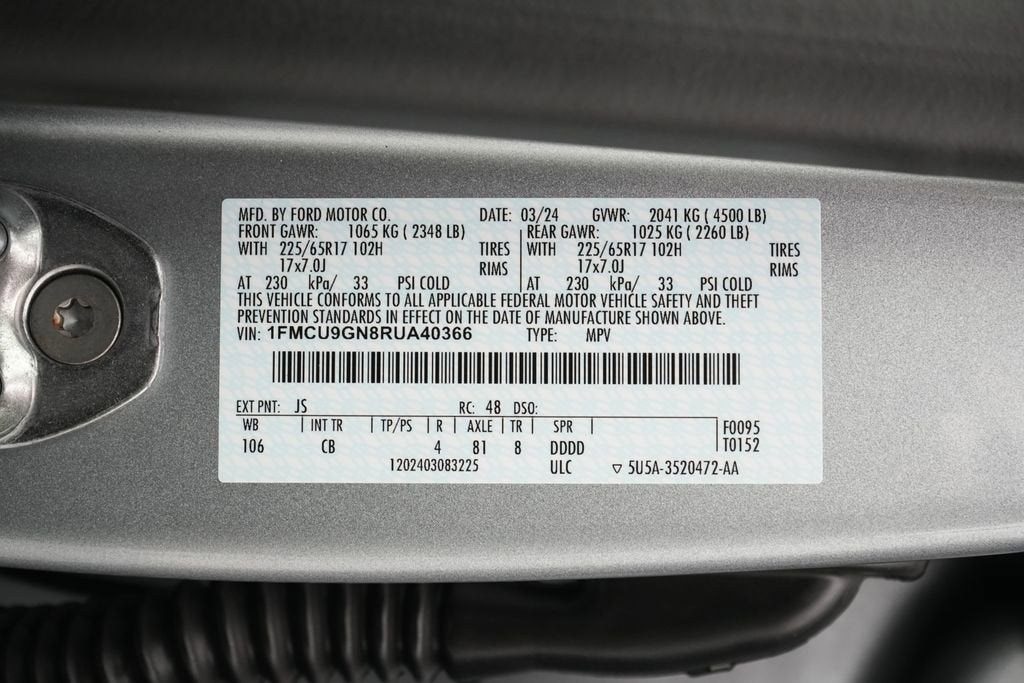 MFD. BY FORD MOTOR CO. DATE: 03/24 GVWR: 2041 KG ( 4500 LB)
FRONT GAWR: 1065 KG ( 2348 LB) REAR GAWR: 1025 KG ( 2260 LB)
WITH 225/65R17 102H TIRES WITH 225/65R17 102H TIRES
17x7.0J RIMS 17x7.0J RIMS
AT 230 kPa/ 33 PSI COLD AT 230 kPa/ 33 PSI COLD
THIS VEHICLE CONFORMS TO ALL APPLICABLE FEDERAL MOTOR VEHICLE SAFETY AND THEFT
PREVENTION STANDARDS IN EFFECT ON THE DATE OF MANUFACTURE SHOWN ABOVE.
VIN: 1FMCU9GN8RUA40366 TYPE: MPV
EXT PNT: JS RC: 48 DSO:
WB INT TR TP/PS R AXLE TR SPR F0095
106 CB 4 81 8 DDDD T0152
1202403083225 ULC ▽ 5U5A-3520472-AA